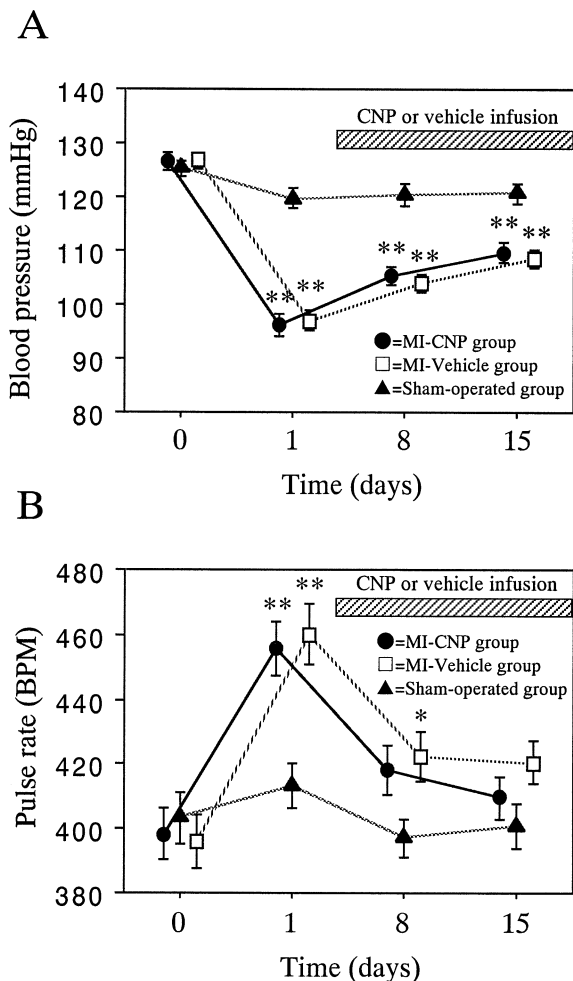 A
140
130
120
110
100
90
80
Blood pressure (mmHg)
CNP or vehicle infusion
** **
** **
** **
=MI-CNP group
=MI-Vehicle group
=Sham-operated group
0 1 8 15
Time (days)
B
480
460
440
420
400
380
Pulse rate (BPM)
CNP or vehicle infusion
** **
*
=MI-CNP group
=MI-Vehicle group
=Sham-operated group
0 1 8 15
Time (days)